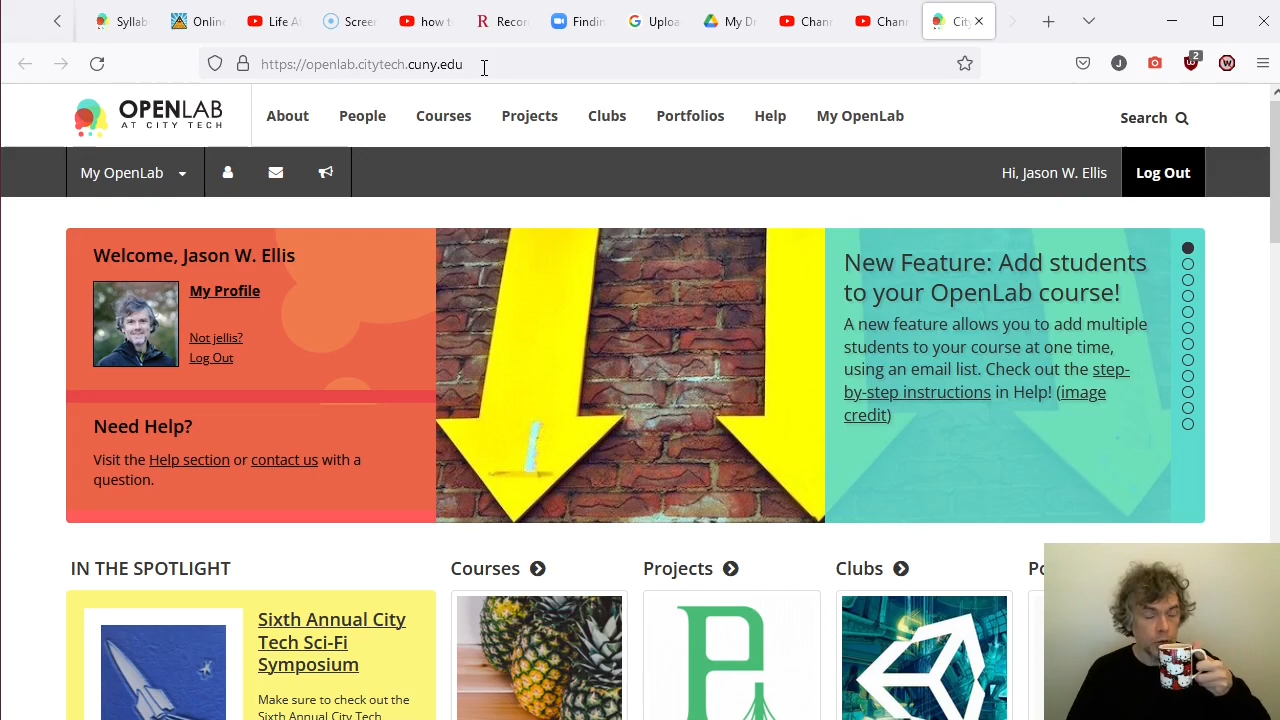 Syllab
Online
Life A
Screer
how t
Recor
Findin
Uploa
My Dr
Chann
Chann
City
https://openlab.citytech.cuny.edu
2
OPENLAB
AT CITY TECH
About
People
Courses
Projects
Clubs
Portfolios
Help
My OpenLab
Search
My OpenLab
Hi, Jason W. Ellis
Log Out
Welcome, Jason W. Ellis
My Profile
Not jellis?
Log Out
Need Help?
Visit the Help section or contact us with a
question.
New Feature: Add students
to your OpenLab course!
A new feature allows you to add multiple
students to your course at one time,
using an email list. Check out the step-
by-step instructions in Help! (image
credit)
IN THE SPOTLIGHT
Sixth Annual City
Tech Sci-Fi
Symposium
Make sure to check out the
Sixth Annual City Tech
Courses
Projects
Clubs
Po